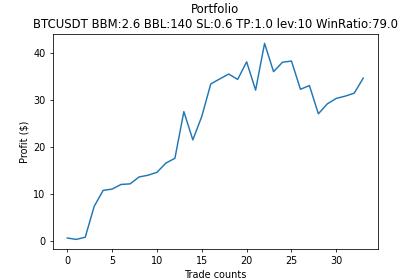 Portfolio
BTCUSDT BBM:2.6 BBL:140 SL:0.6 TP:1.0 lev:10 WinRatio:79.0
Profit ($)
40
30
20
10
0
0 5 10 15 20 25 30
Trade counts